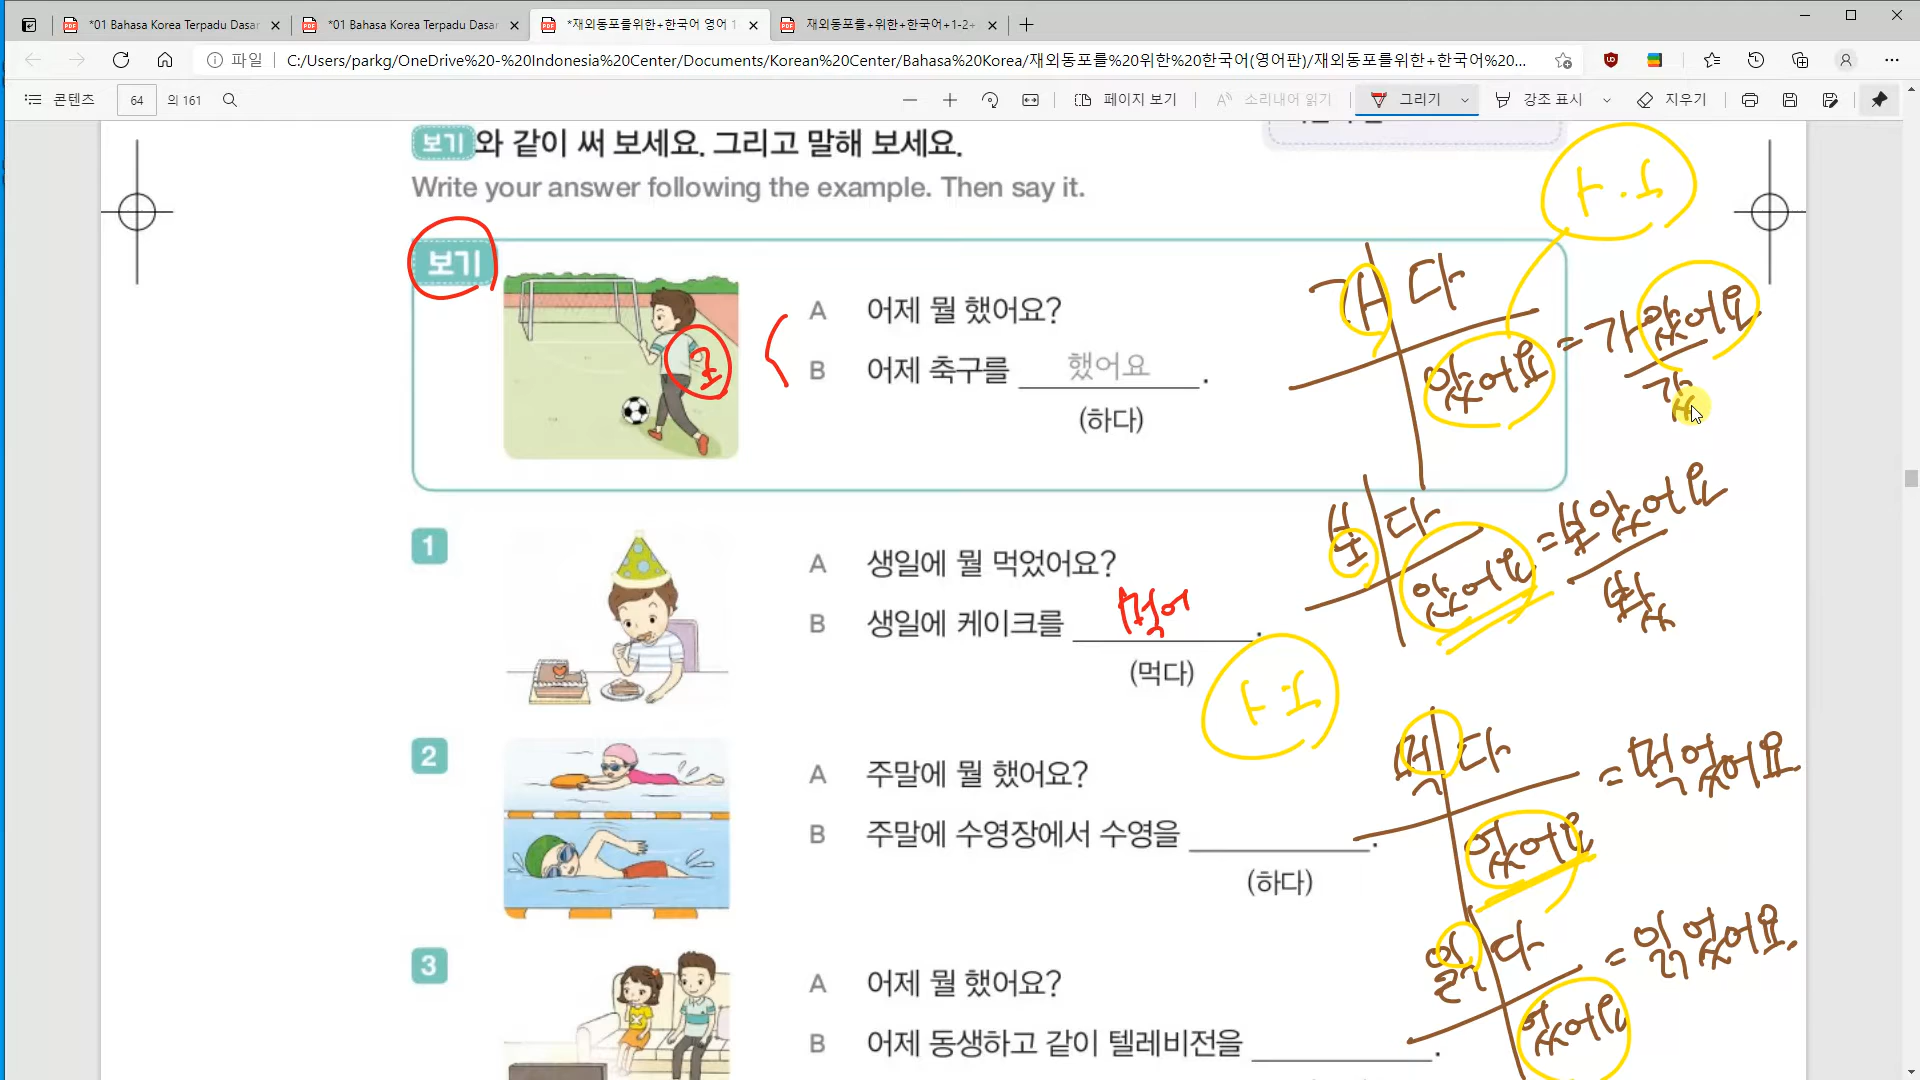 *01 Bahasa Korea Terpadu Dasar
*01 Bahasa Korea Terpadu Dasar
*재외동포를위한+한국어 영어 1
재외동포를+위한+한국어+1-2+
파일
C:/Users/parkg/OneDrive%20-%20Indonesia%20Center/Documents/Korean%20Center/Bahasa%20Korea/재외동포를%20위한%20한국어(영어판)/재외동포를위한+한국어%20...
콘텐츠
64
의 161
페이지 보기
소리내어 읽기
그리기
강조 표시
지우기
보기와 같이 써 보세요. 그리고 말해 보세요.
Write your answer following the example. Then say it.
ㅏ.ㅗ
보기
A 어제 뭘 했어요?
B 어제 축구를 했어요.
(하다)
가다
았어요
= 가았어요
갔
보다
았어요
= 보았어요
봤
1
A 생일에 뭘 먹었어요?
B 생일에 케이크를 먹어.
(먹다)
ㅏ ㅗ
먹다
었어요
= 먹었어요
2
A 주말에 뭘 했어요?
B 주말에 수영장에서 수영을 .
(하다)
읽다
었어요
= 읽었어요.
3
A 어제 뭘 했어요?
B 어제 동생하고 같이 텔레비전을 .